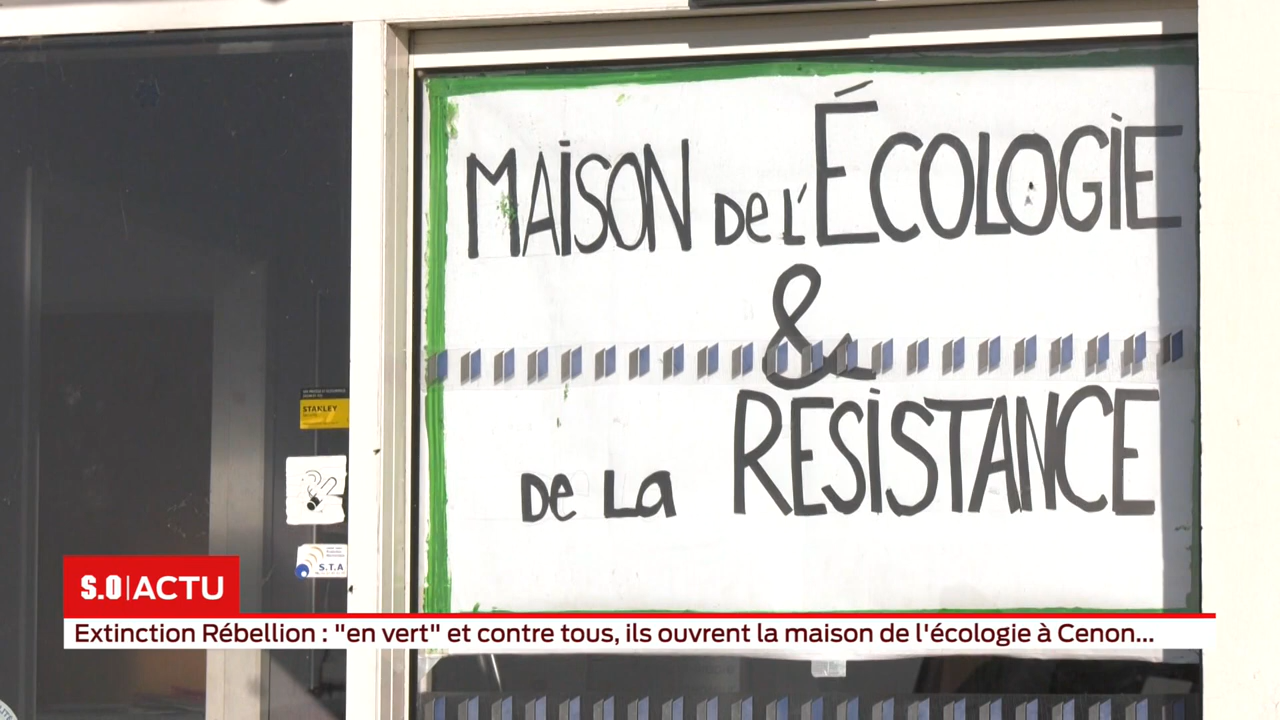 MAiSON De L'ÉCOLOGiE
&
De La RESiSTANCE
STANLEY
S.T.A
S.O|ACTU
Extinction Rébellion : "en vert" et contre tous, ils ouvrent la maison de l'écologie à Cenon...